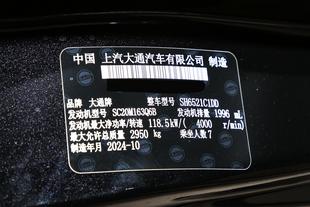 中国 上汽大通汽车有限公司 制造
品牌 大通牌 整车型号 SH6521C1DD
发动机型号 SC20M163Q6B 发动机排量 1996 mL
发动机最大净功率/转速 118.5kW/( 4000 r/min)
最大允许总质量 2950 kg 乘坐人数 7
制造年月 2024-10